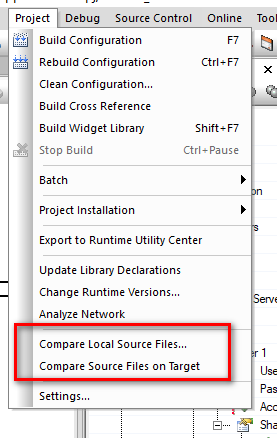 Project Debug Source Control Online Too
Build Configuration F7
Rebuild Configuration Ctrl+F7
Clean Configuration...
Build Cross Reference
Build Widget Library Shift+F7
Stop Build Ctrl+Pause
Batch
Project Installation
Export to Runtime Utility Center
Update Library Declarations
Change Runtime Versions...
Analyze Network
Compare Local Source Files...
Compare Source Files on Target
Settings...
Serve
r 1
Use
Pas
Acc
Sha